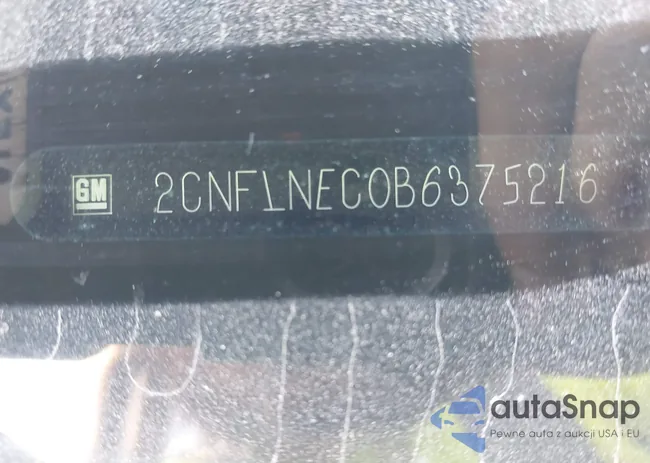 GM 2CNF1NEC0B6375216
autaSnap
Pewne auta z aukcji USA i EU